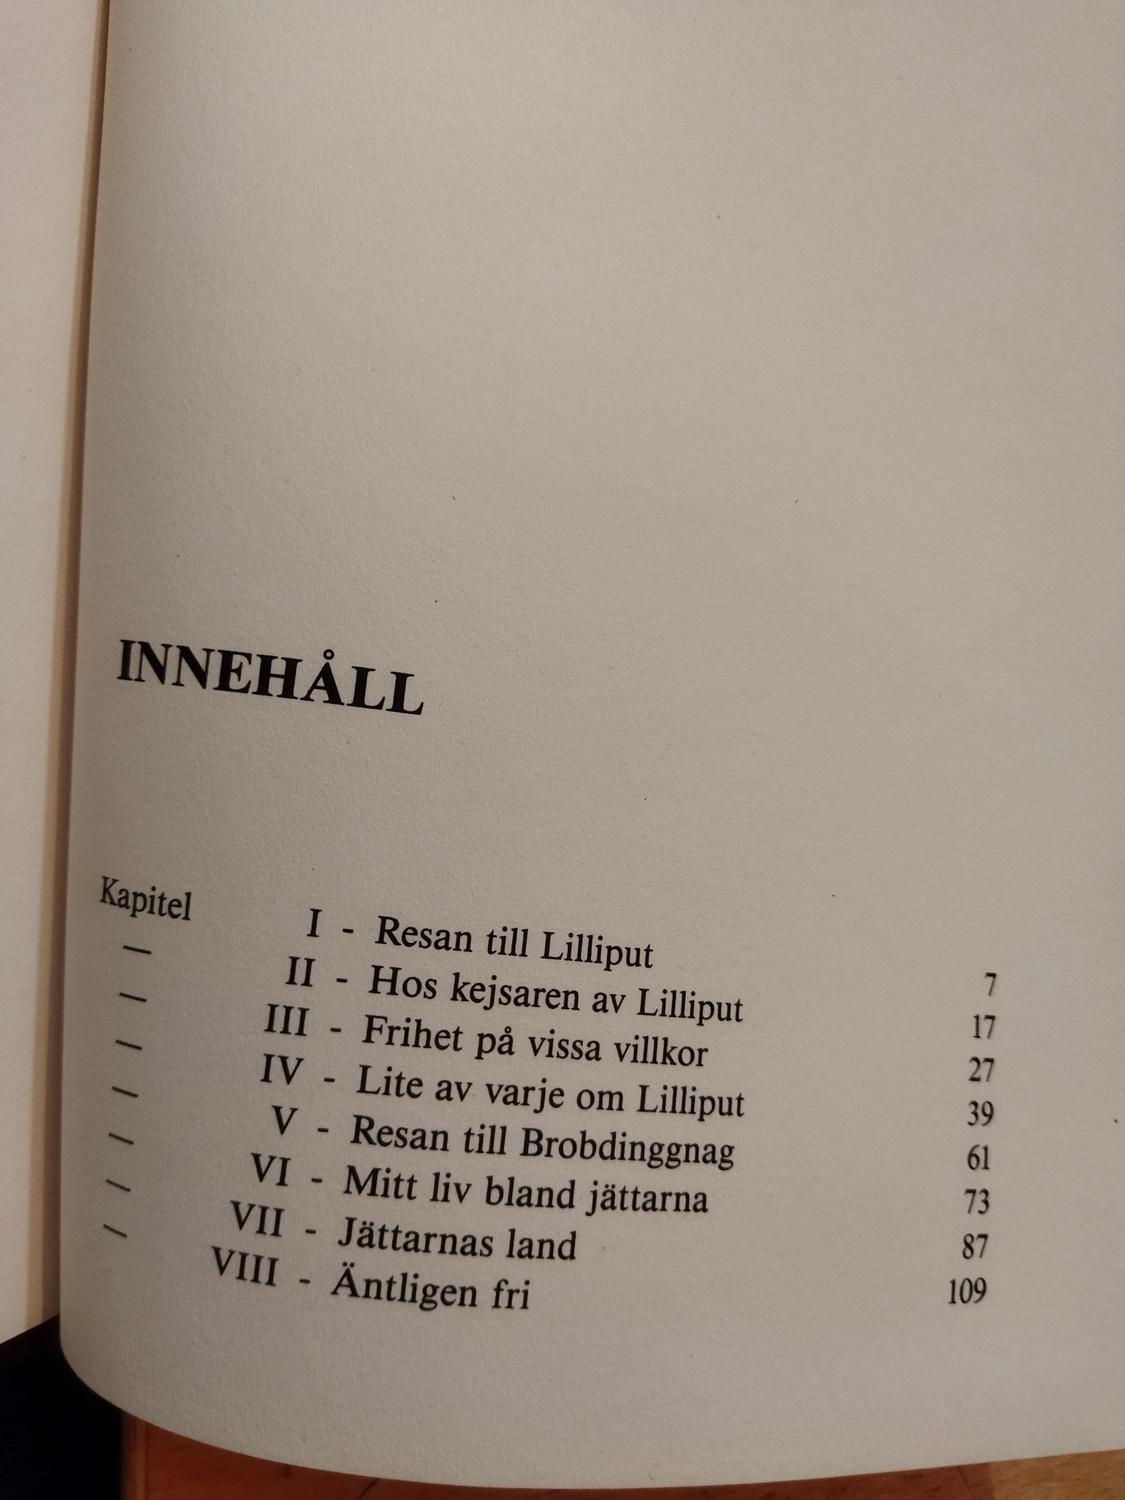 INNEHÅLL
Kapitel I - Resan till Lilliput 7
— II - Hos kejsaren av Lilliput 17
— III - Frihet på vissa villkor 27
— IV - Lite av varje om Lilliput 39
— V - Resan till Brobdinggnag 61
— VI - Mitt liv bland jättarna 73
— VII - Jättarnas land 87
— VIII - Äntligen fri 109